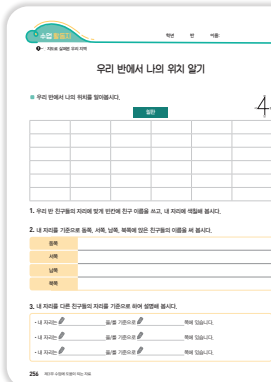 수업 활동지
학년 반 이름:
❶- 지도로 살펴본 우리 지역
우리 반에서 나의 위치 알기
우리 반에서 나의 위치를 알아봅시다.
칠판
4
1. 우리 반 친구들의 자리에 맞게 빈칸에 친구 이름을 쓰고, 내 자리에 색칠해 봅시다.
2. 내 자리를 기준으로 동쪽, 서쪽, 남쪽, 북쪽에 앉은 친구들의 이름을 써 봅시다.
동쪽
서쪽
남쪽
북쪽
3. 내 자리를 다른 친구들의 자리를 기준으로 하여 설명해 봅시다.
• 내 자리는 을/를 기준으로 쪽에 있습니다.
• 내 자리는 을/를 기준으로 쪽에 있습니다.
• 내 자리는 을/를 기준으로 쪽에 있습니다.
256